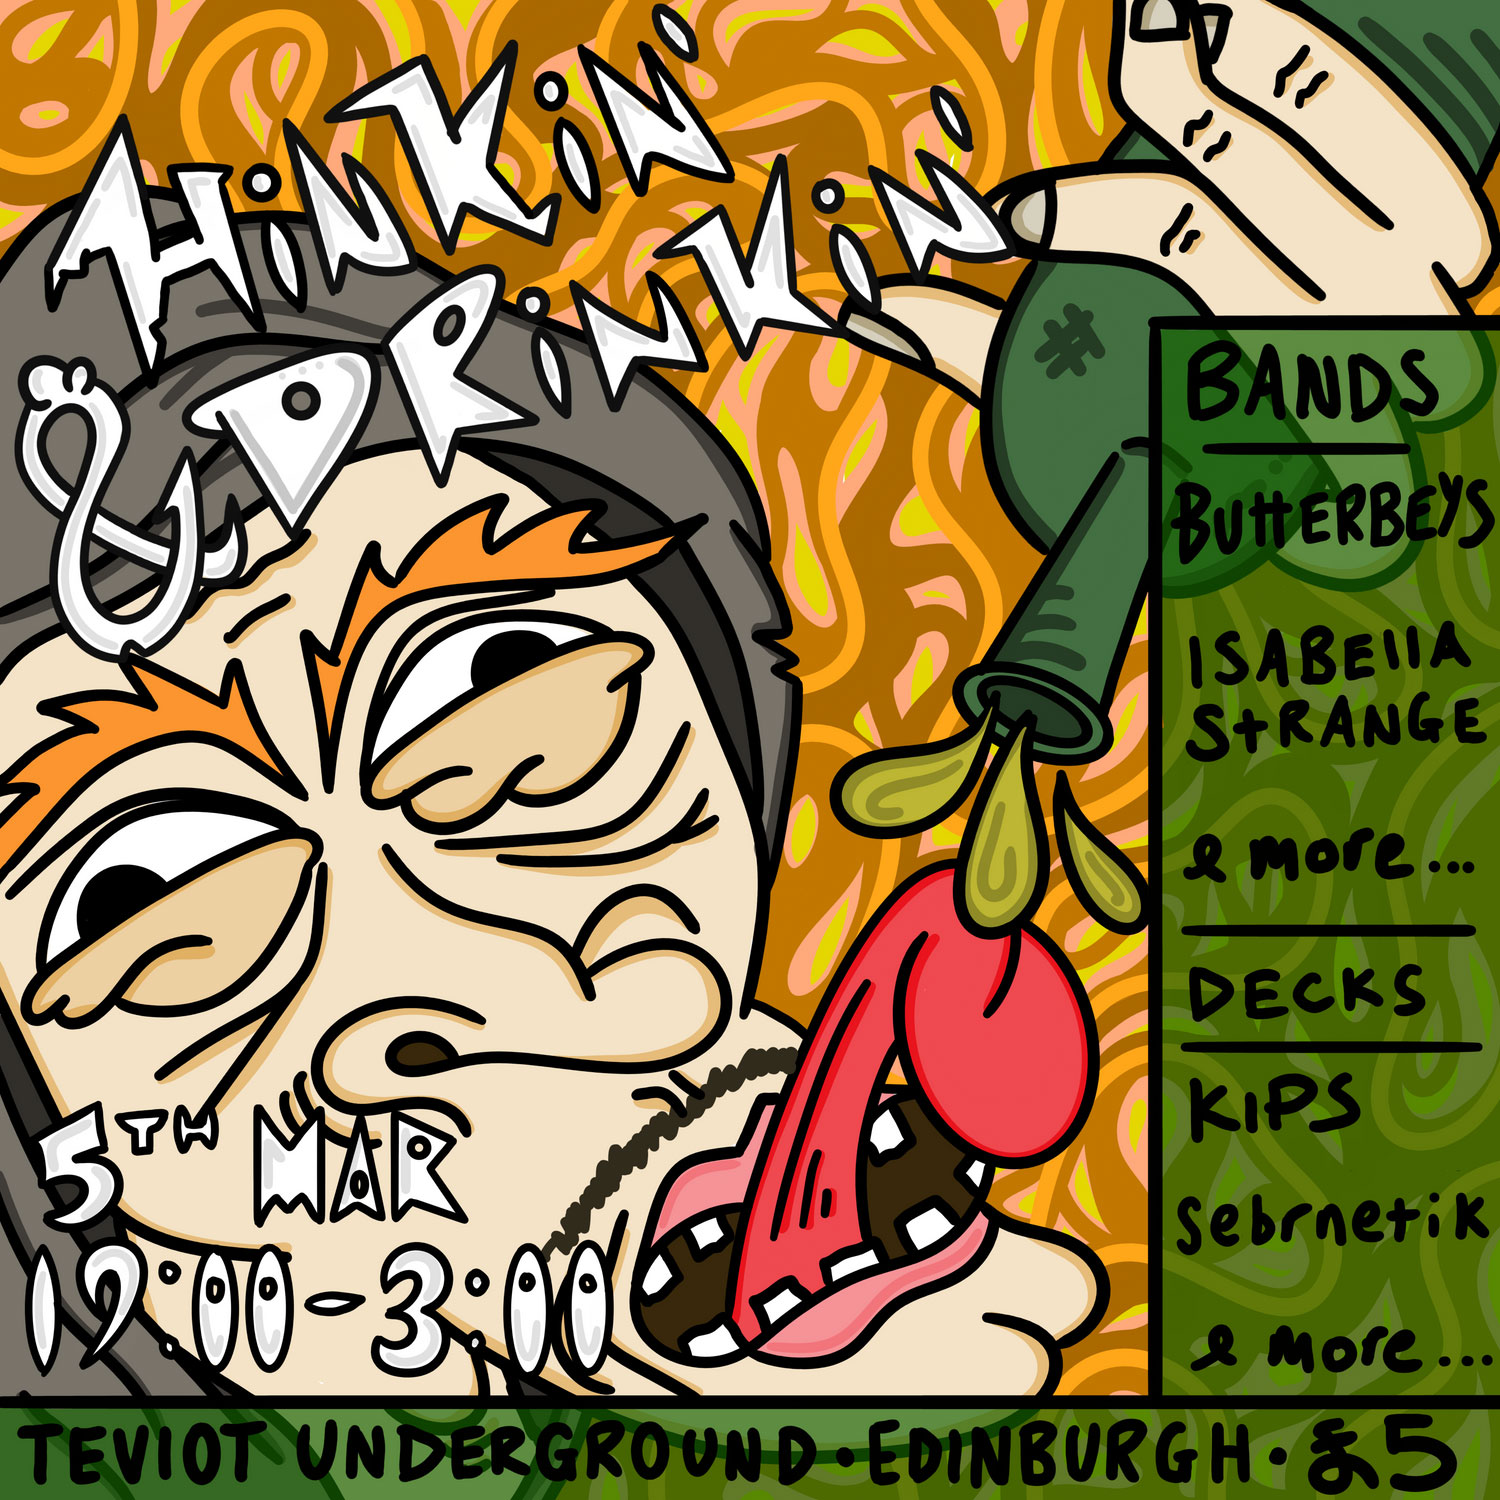 HiNKiN'
& DRiNKiN'
5TH MAR
19:00-3:00
BANDS
BUttERBEYS
ISABEllA
StRANGE
& more...
DECKS
KiPS
Sebrnetik
& more...
TEVIOT UNDERGROUND • EDINBURGH • £5